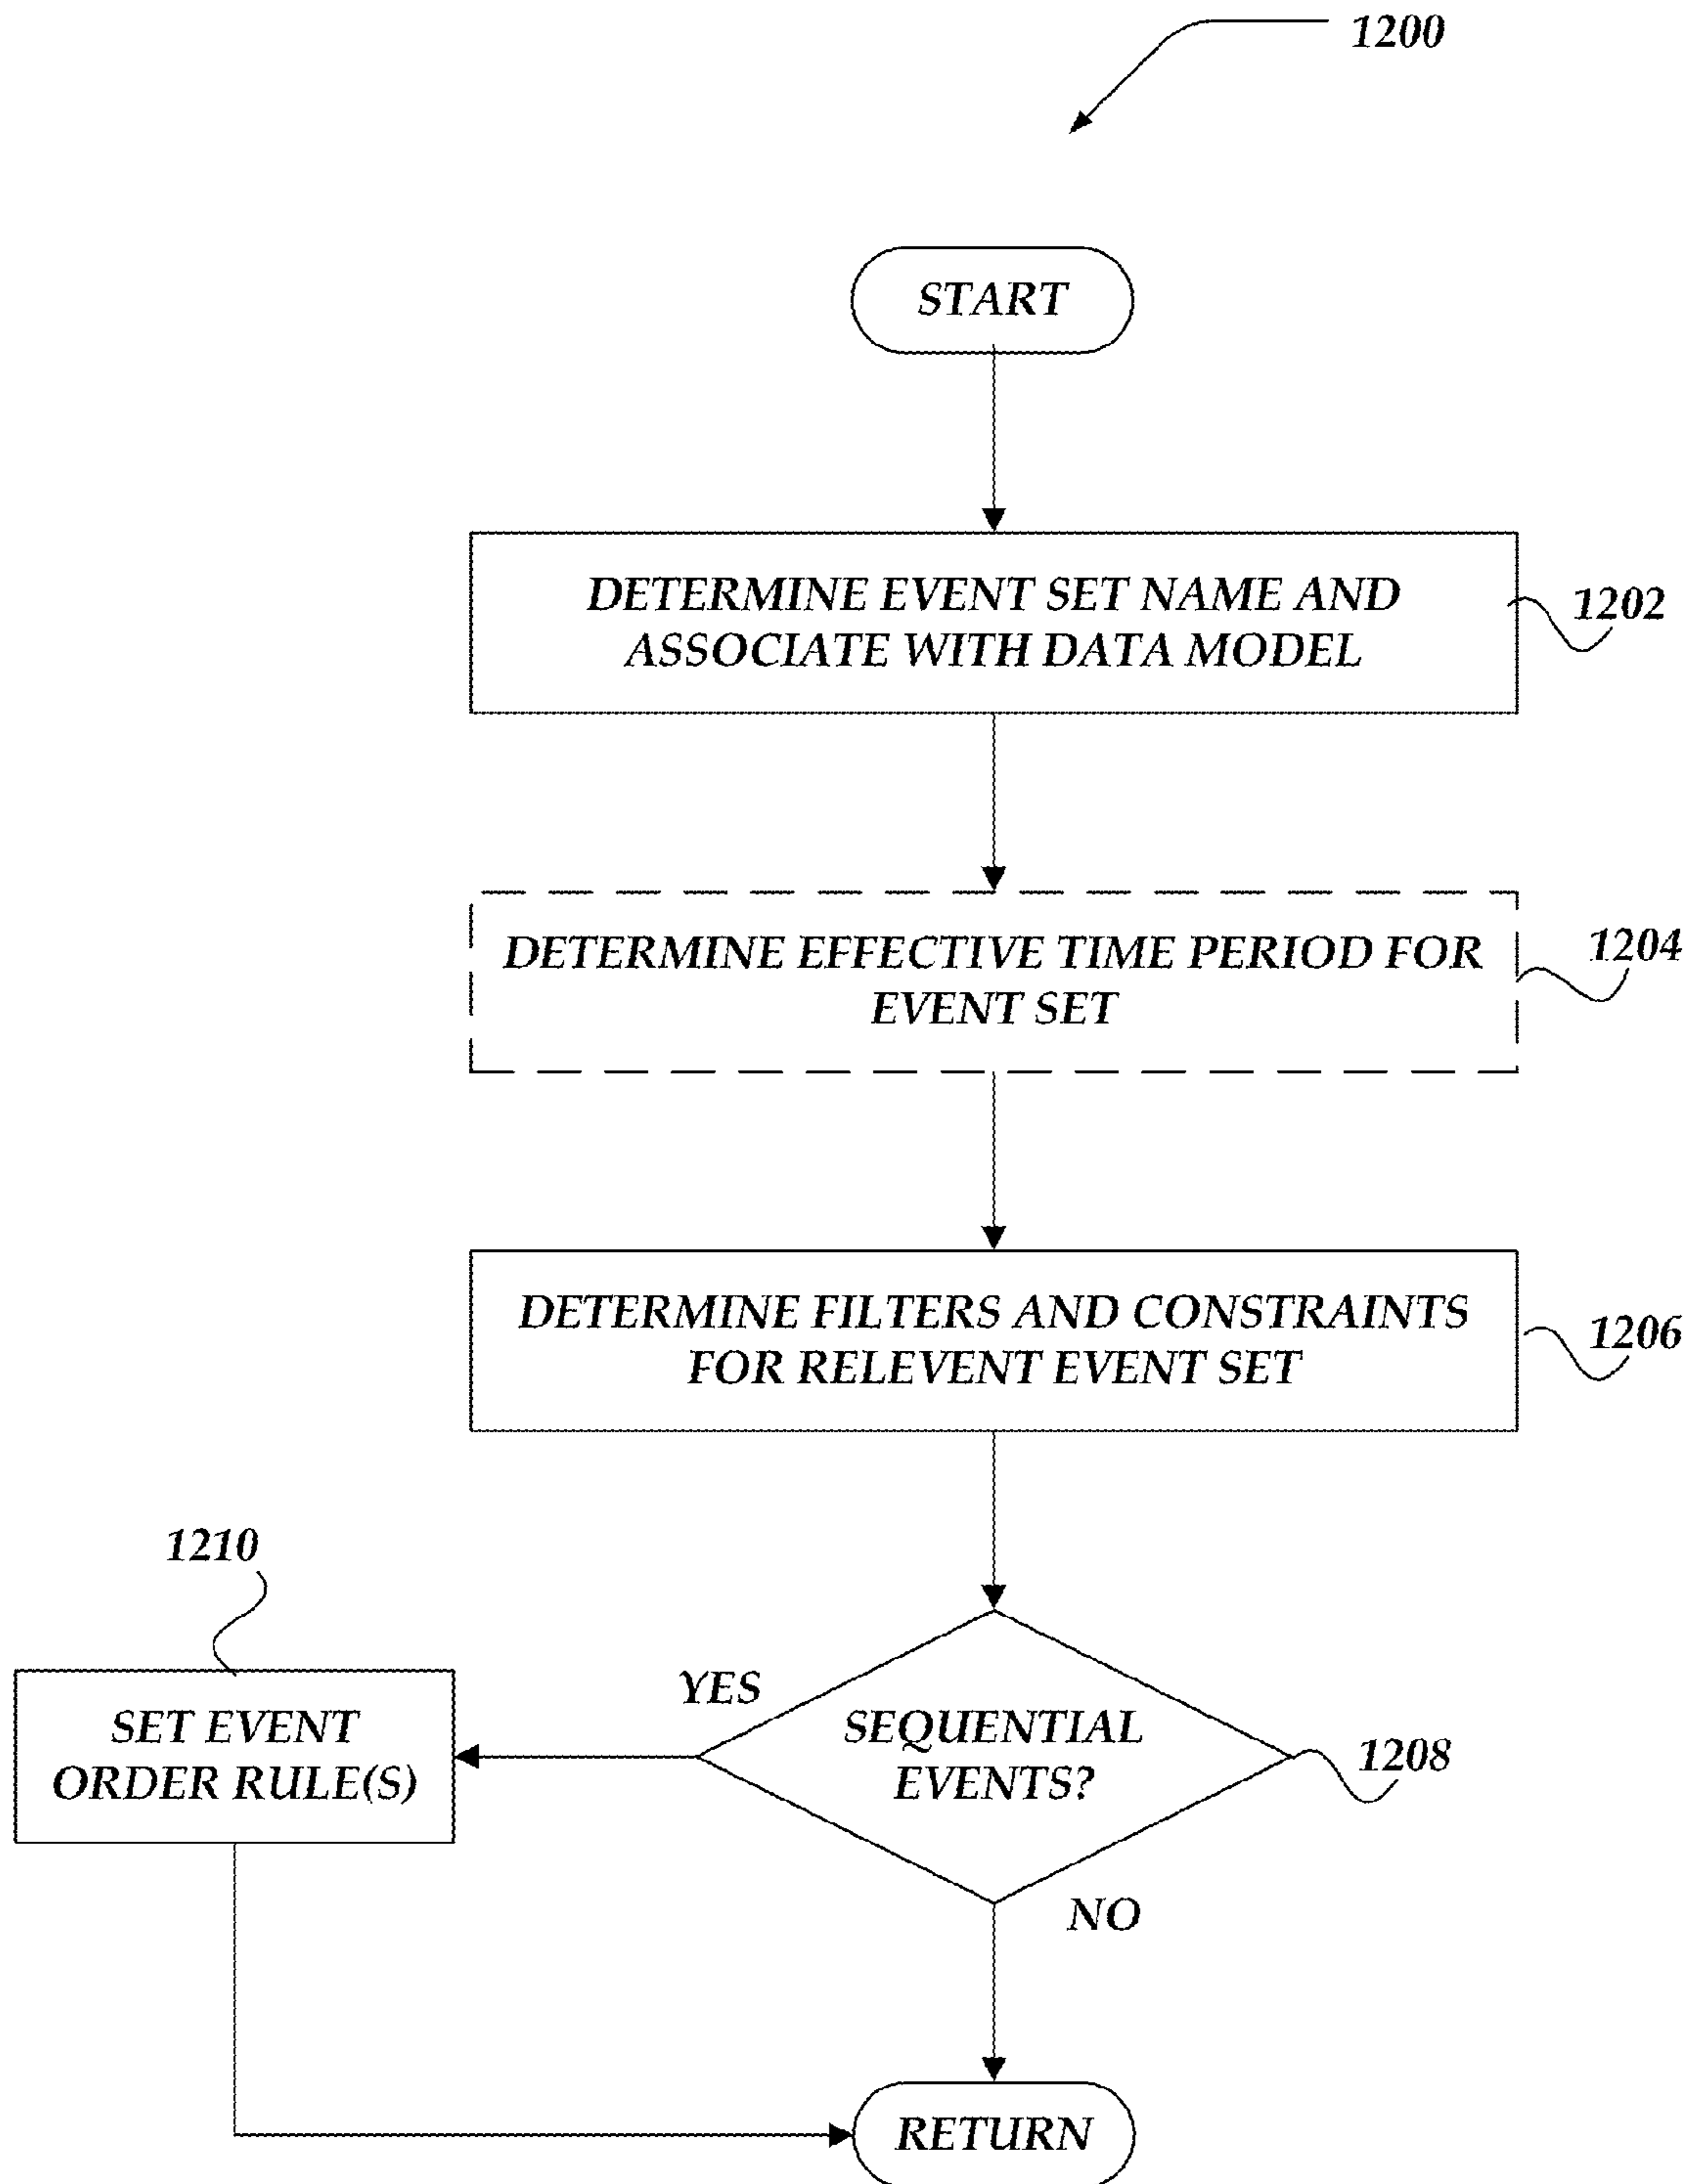 1200
START
DETERMINE EVENT SET NAME AND
ASSOCIATE WITH DATA MODEL
1202
DETERMINE EFFECTIVE TIME PERIOD FOR
EVENT SET
1204
DETERMINE FILTERS AND CONSTRAINTS
FOR RELEVENT EVENT SET
1206
1210
SET EVENT
ORDER RULE(S)
YES
SEQUENTIAL
EVENTS?
1208
NO
RETURN